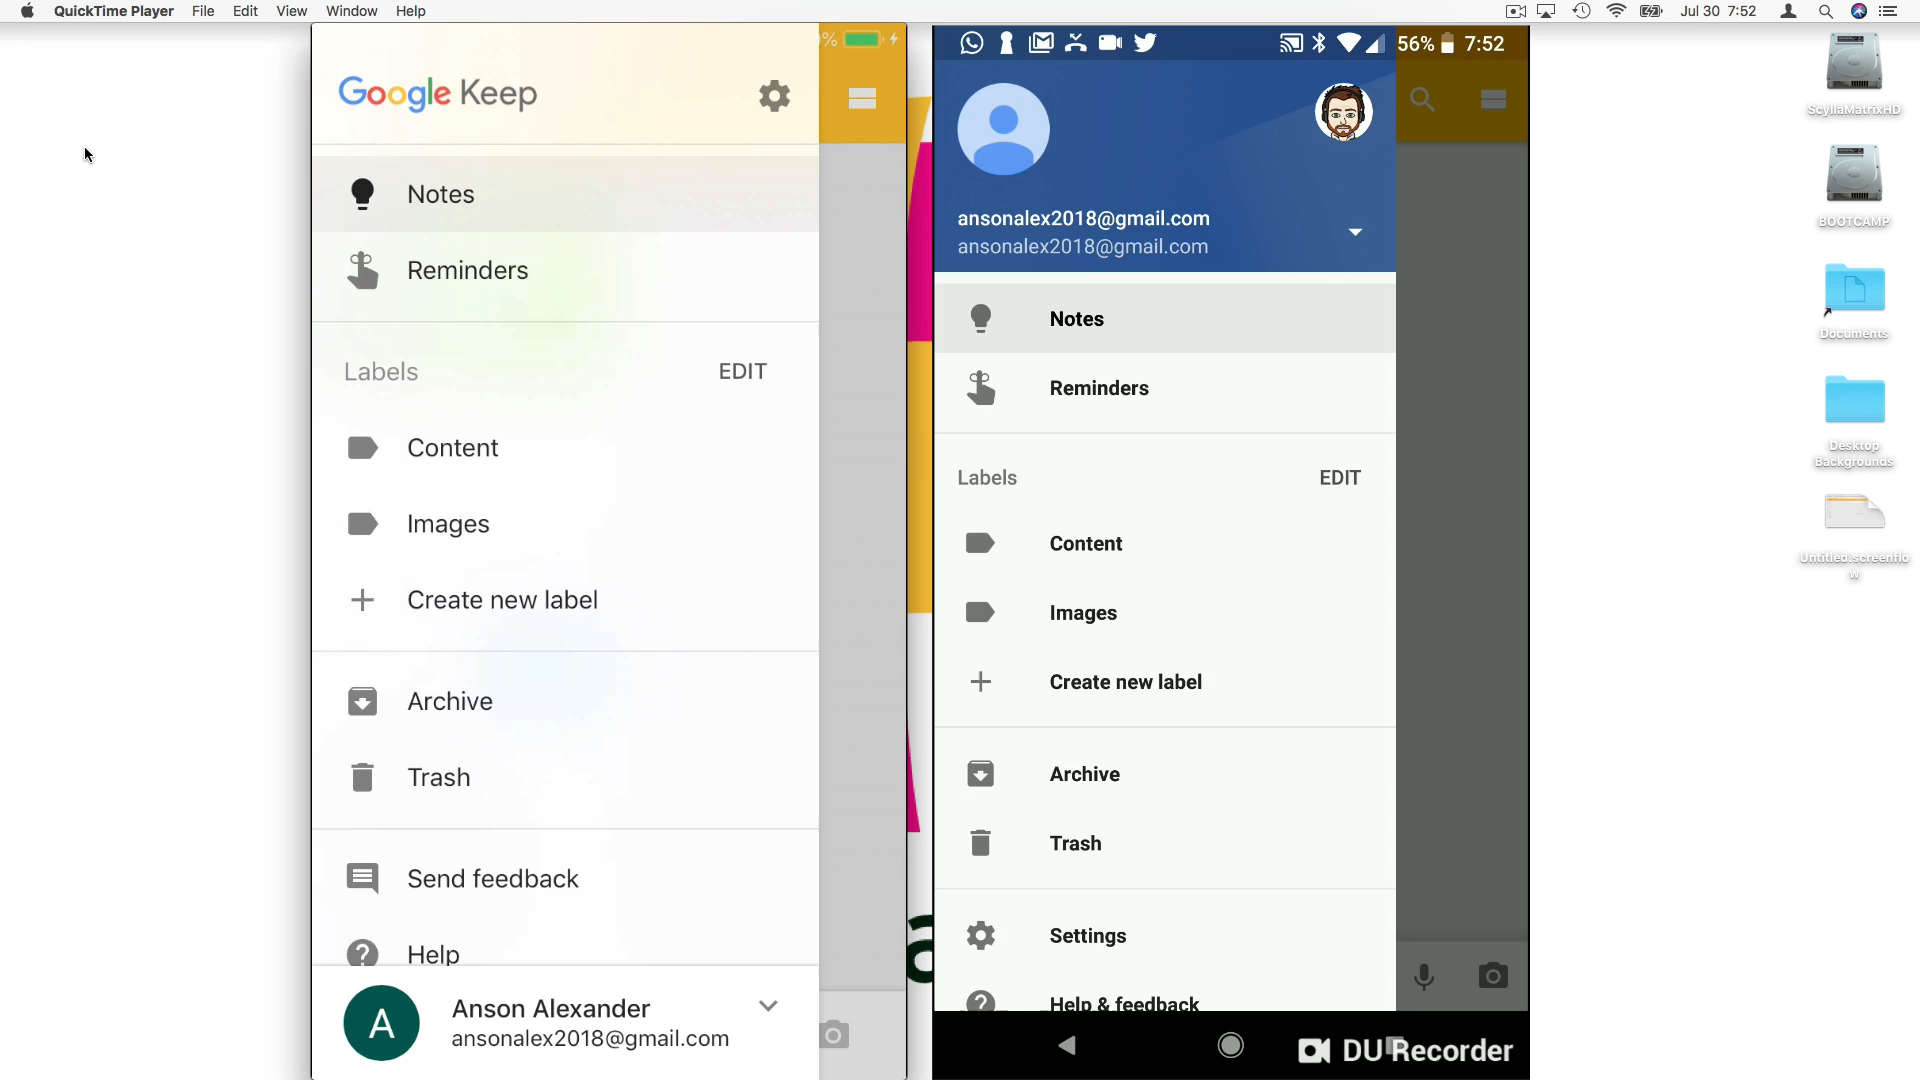 QuickTime Player File Edit View Window Help
Jul 30 7:52
Google Keep
Notes
Reminders
Labels EDIT
Content
Images
Create new label
Archive
Trash
Send feedback
Help
A
Anson Alexander
ansonalex2018@gmail.com
%
56% 7:52
ansonalex2018@gmail.com
ansonalex2018@gmail.com
Notes
Reminders
Labels EDIT
Content
Images
Create new label
Archive
Trash
Settings
Help & feedback
DU Recorder
a
ScyllaMatrixHD
BOOTCAMP
Documents
Desktop
Backgrounds
Untitled.screenflo
w